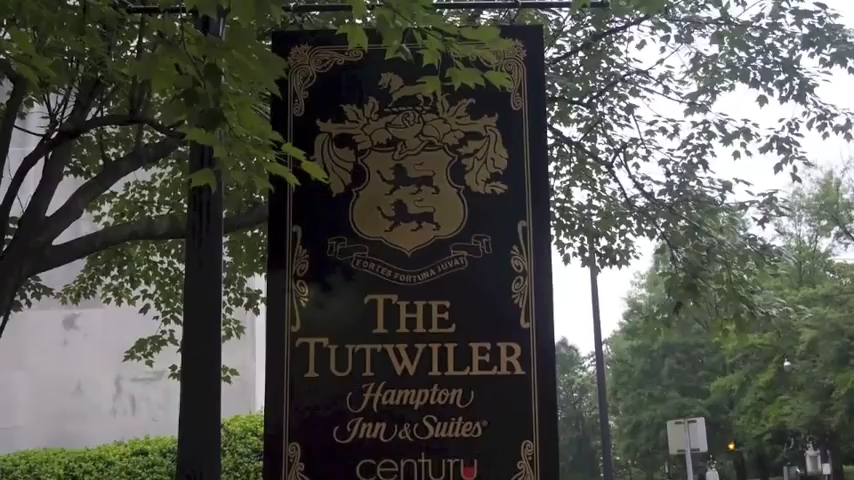 FORTES FORTUNA JUVAT
THE
TUTWILER
Hampton
Inn & Suites®
century